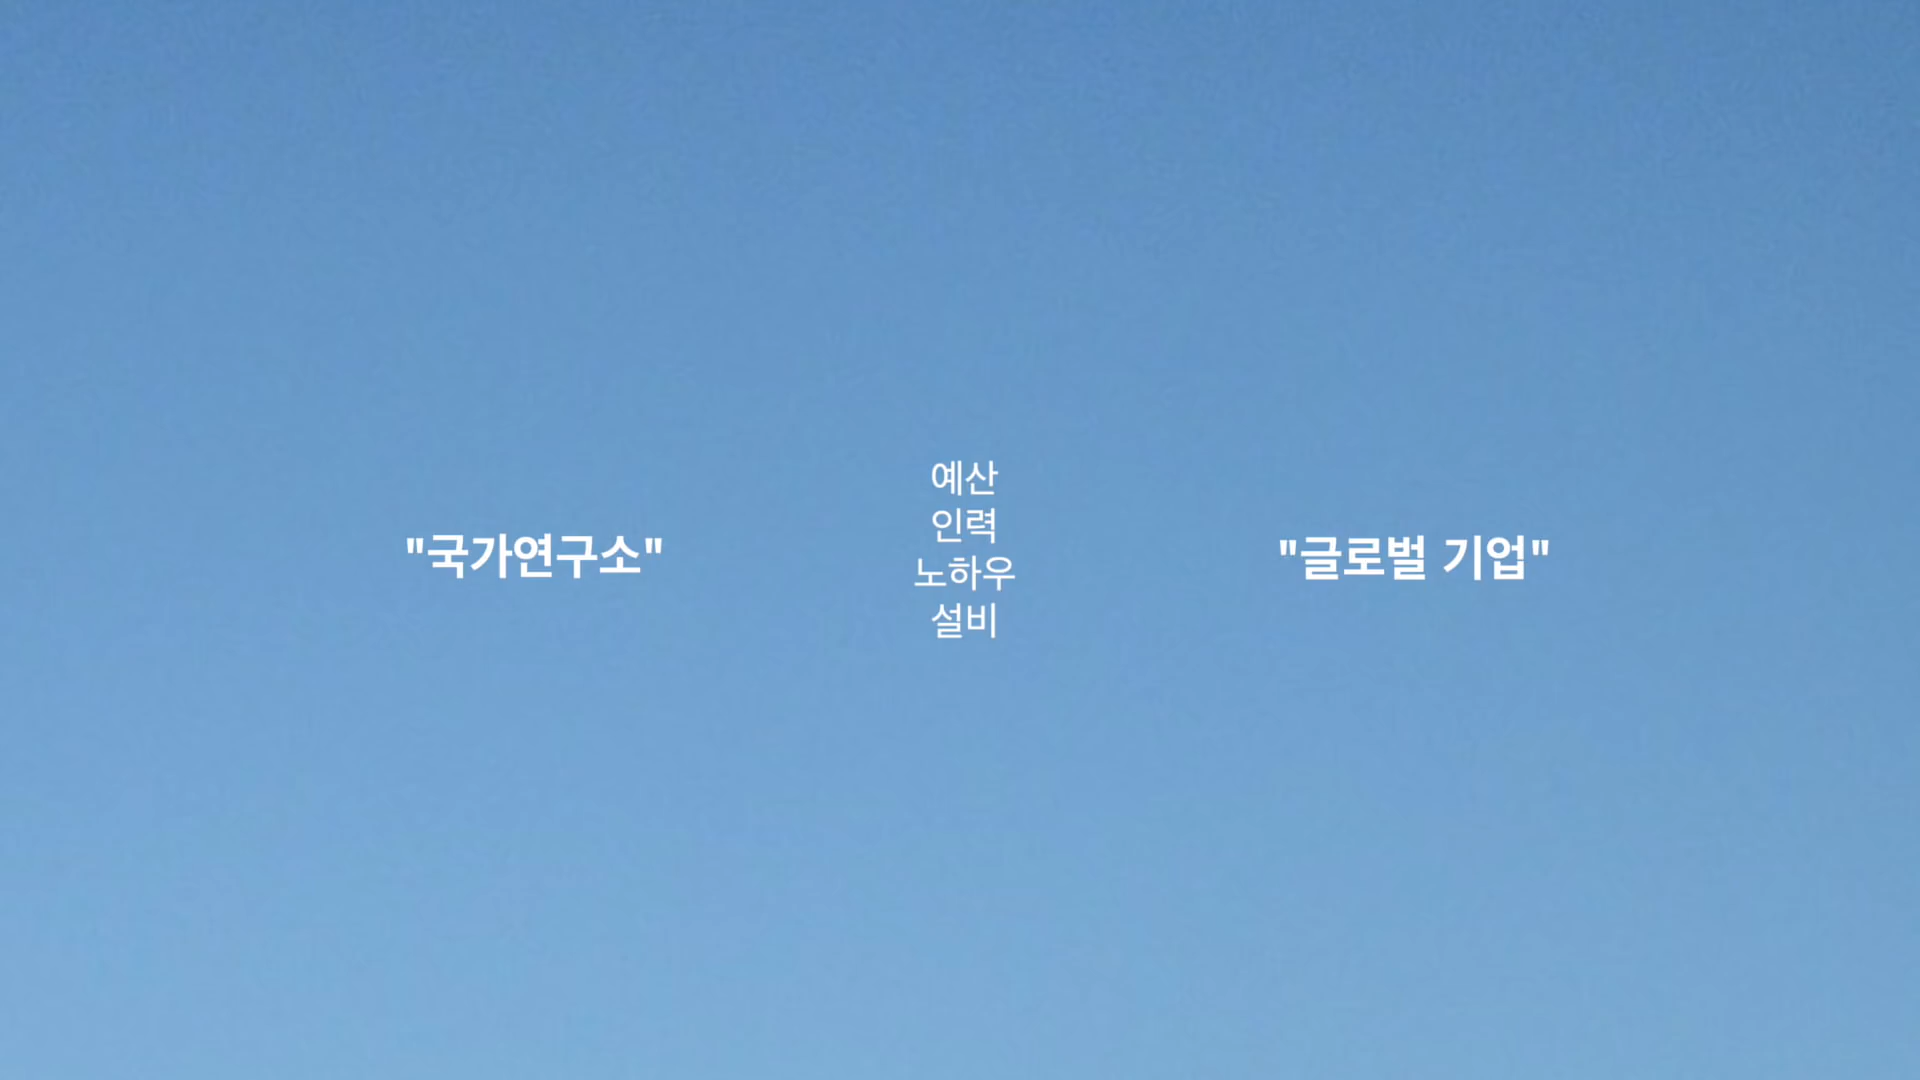 "국가연구소"
예산
인력
노하우
설비
"글로벌 기업"